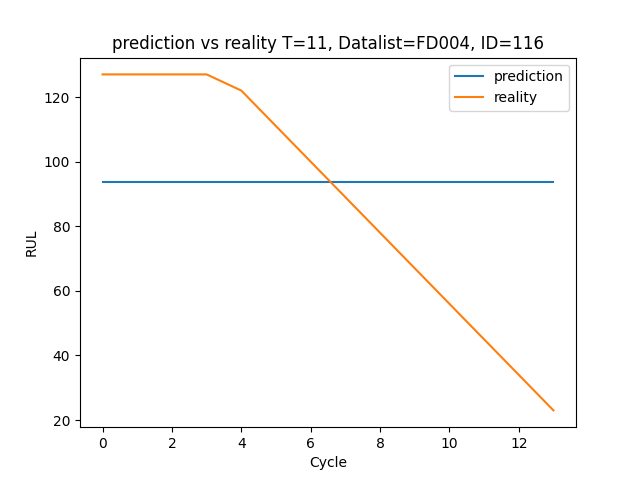 prediction vs reality T=11, Datalist=FD004, ID=116
prediction
reality
120
100
80
60
40
20
RUL
0 2 4 6 8 10 12
Cycle